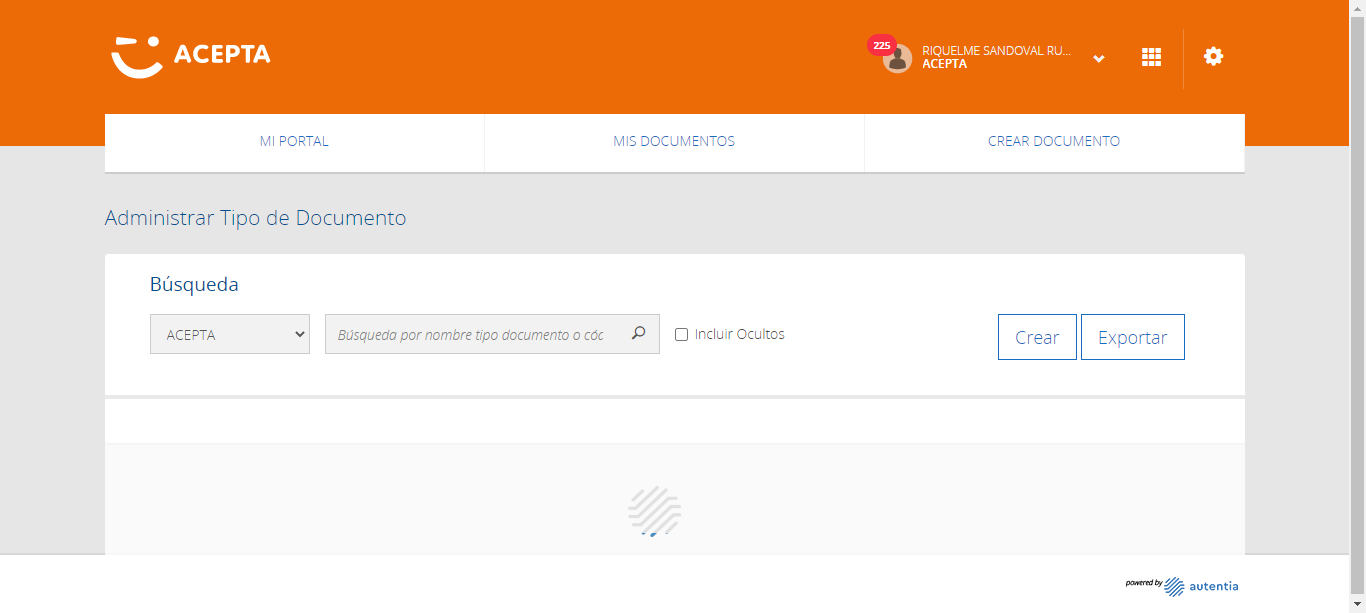 ACEPTA
225
RIQUELME SANDOVAL RU...
ACEPTA
MI PORTAL
MIS DOCUMENTOS
CREAR DOCUMENTO
Administrar Tipo de Documento
Búsqueda
ACEPTA
Búsqueda por nombre tipo documento o cóc
Incluir Ocultos
Crear
Exportar
powered by autentia